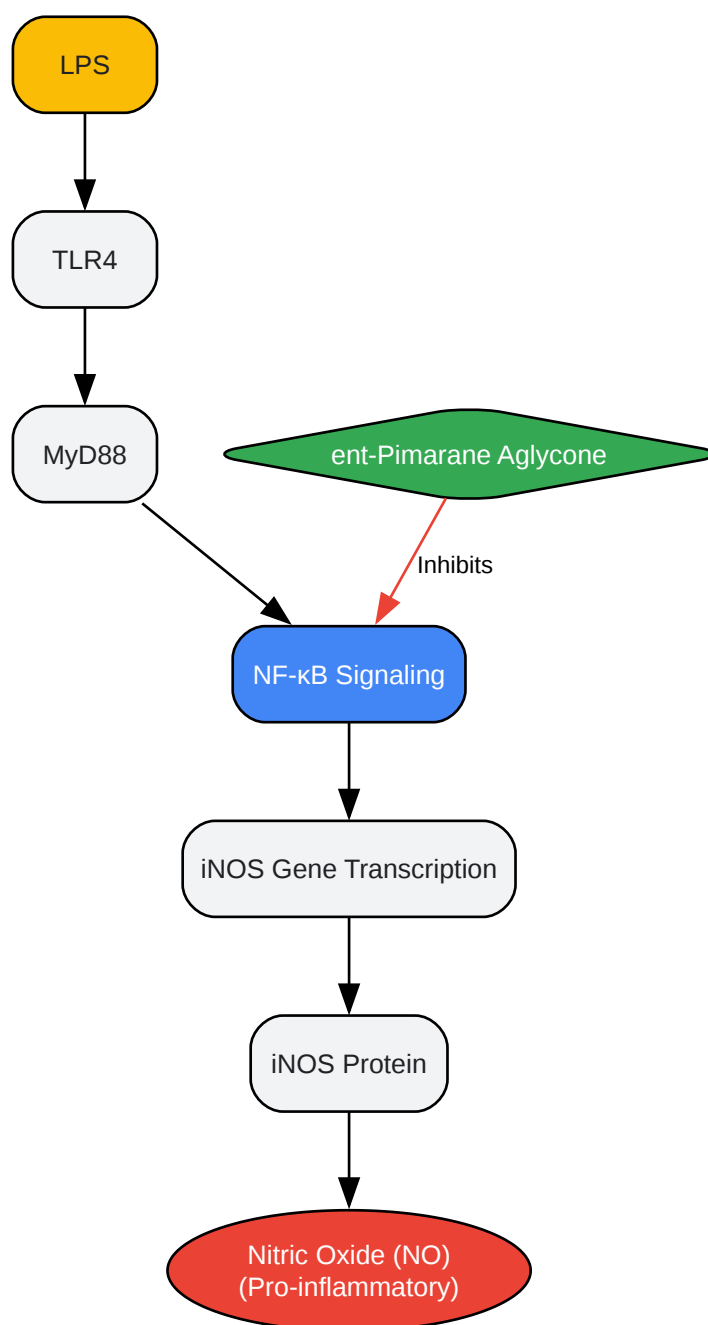 LPS
TLR4
MyD88
ent-Pimarane Aglycone
Inhibits
NF-κB Signaling
iNOS Gene Transcription
iNOS Protein
Nitric Oxide (NO)
(Pro-inflammatory)